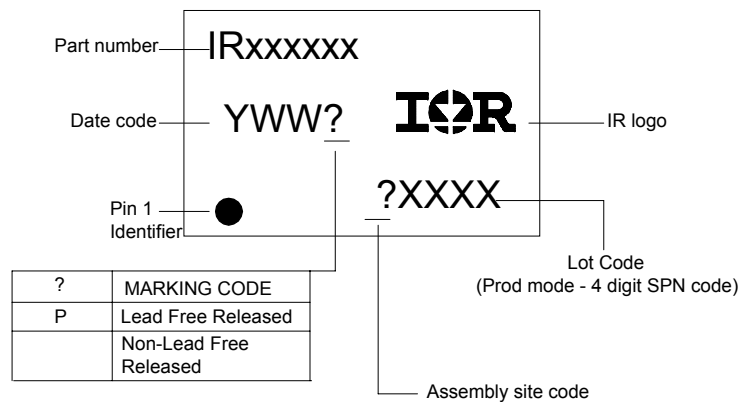 Part number
IRxxxxxx
Date code
YWW?
IOR
IR logo
?XXXX
Pin 1
Identifier
Lot Code
(Prod mode - 4 digit SPN code)
? MARKING CODE
P Lead Free Released
Non-Lead Free
Released
Assembly site code